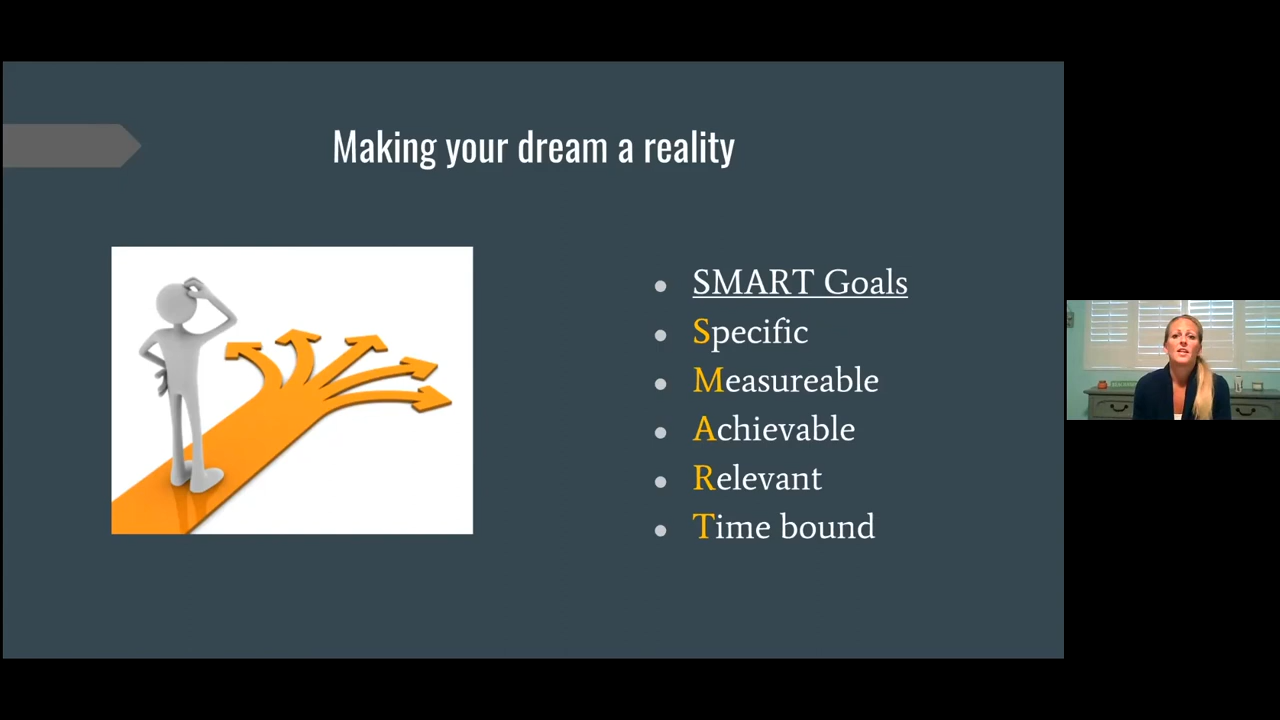 Making your dream a reality
SMART Goals
Specific
Measureable
Achievable
Relevant
Time bound